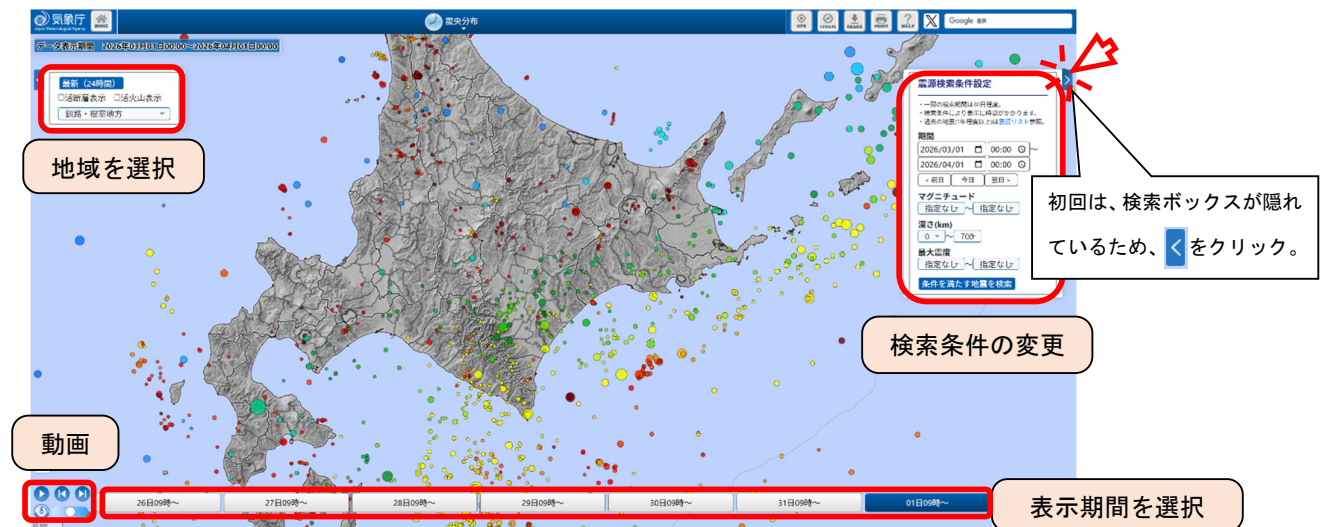 気象庁
Japan Meteorological Agency
HOME
震央分布
GPS
IMAGE
PRINT
HELP
X
Google
データ表示期間 2026年03月01日00:00~2026年04月01日00:00
最新(24時間)
□活断層表示 □活火山表示
釧路・根室地方
地域を選択
震源検索条件設定
期間
2026/03/01 00:00 ~
2026/04/01 00:00
<前日 今日 翌日>
マグニチュード
指定なし ~ 指定なし
深さ(km)
0 ~ 700
最大震度
指定なし ~ 指定なし
条件を満たす地震を検索
検索条件の変更
初回は、検索ボックスが隠れ
ているため、<をクリック。
動画
26日09時~ 27日09時~ 28日09時~ 29日09時~ 30日09時~ 31日09時~ 01日09時~
表示期間を選択